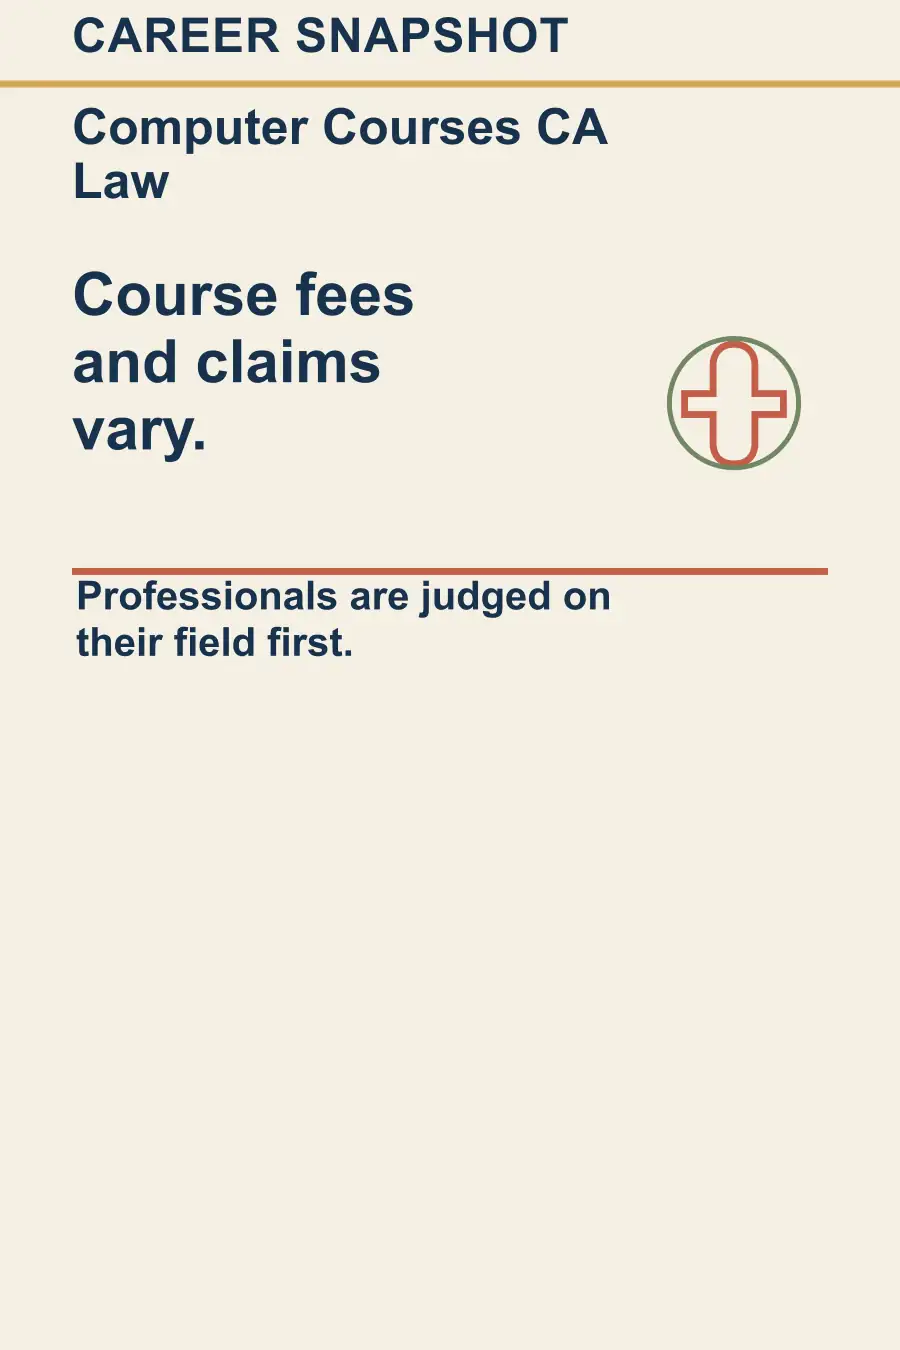 CAREER SNAPSHOT
Computer Courses CA
Law
Course fees
and claims
vary.
Professionals are judged on
their field first.